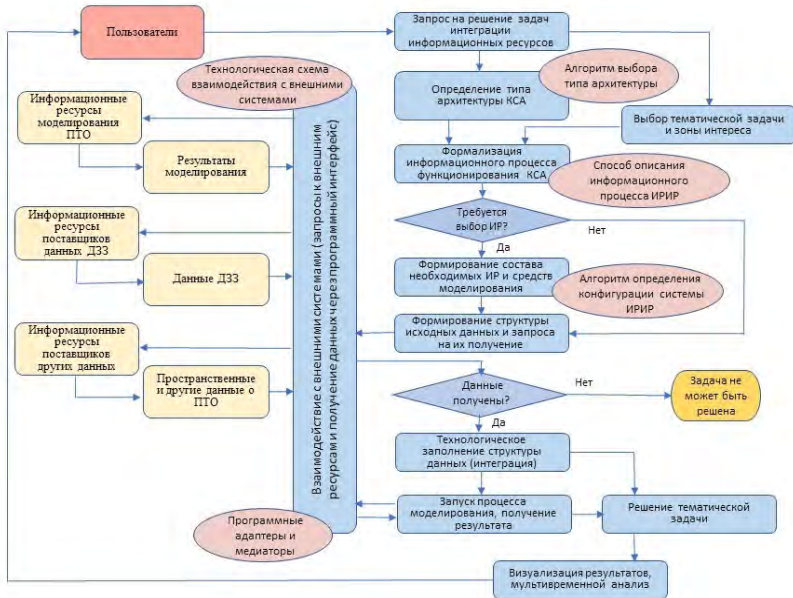 Пользователи
Запрос на решение задач
интеграции
информационных ресурсов
Технологическая схема
взаимодействия с внешними
системами
Алгоритм выбора
типа архитектуры
Определение типа
архитектуры КСА
Выбор тематической задачи
и зоны интереса
Информационные
ресурсы
моделирования
ПТО
Результаты
моделирования
Формализация
информационного процесса
функционирования КСА
Способ описания
информационного
процесса ИРИР
Требуется
выбор ИР?
Нет
Да
Информационные
ресурсы
поставщиков
данных ДЗЗ
Данные ДЗЗ
Взаимодействие с внешними системами (запросы к внешним
ресурсам и получение данных через программный интерфейс)
Формирование состава
необходимых ИР и средств
моделирования
Алгоритм определения
конфигурации системы
ИРИР
Формирование структуры
исходных данных и запроса
на их получение
Информационные
ресурсы
поставщиков
других данных
Пространственные
и другие данные о
ПТО
Данные
получены?
Нет
Да
Задача не
может быть
решена
Технологическое
заполнение структуры
данных (интеграция)
Программные
адаптеры и
медиаторы
Запуск процесса
моделирования, получение
результата
Решение тематической
задачи
Визуализация результатов,
мультивременной анализ